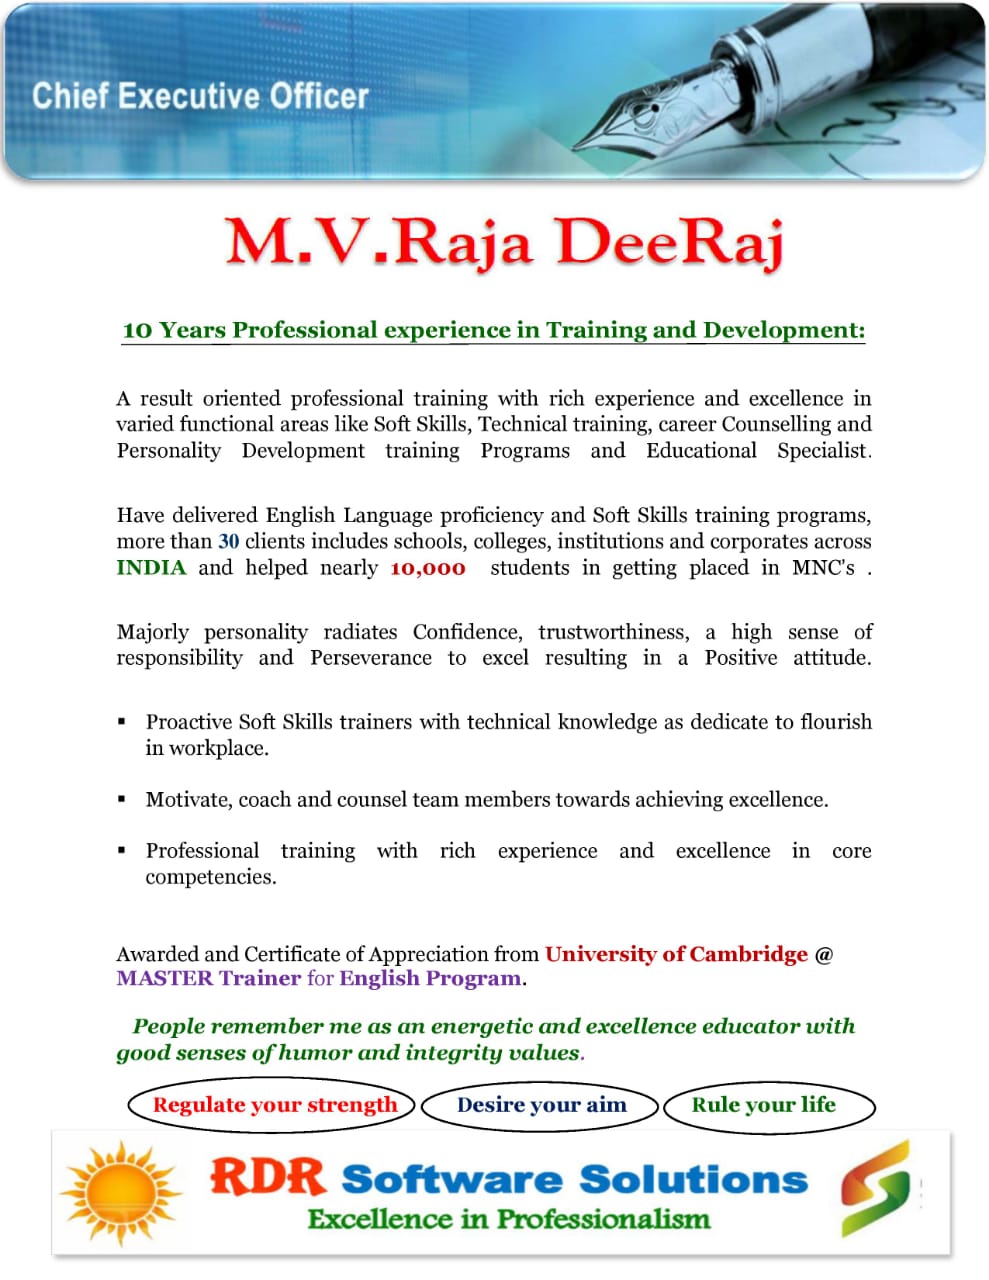 Chief Executive Officer
M.V.Raja DeeRaj
10 Years Professional experience in Training and Development:
A result oriented professional training with rich experience and excellence in
varied functional areas like Soft Skills, Technical training, career Counselling and
Personality Development training Programs and Educational Specialist.
Have delivered English Language proficiency and Soft Skills training programs,
more than 30 clients includes schools, colleges, institutions and corporates across
INDIA and helped nearly 10,000 students in getting placed in MNC's .
Majorly personality radiates Confidence, trustworthiness, a high sense of
responsibility and Perseverance to excel resulting in a Positive attitude.
▪ Proactive Soft Skills trainers with technical knowledge as dedicate to flourish
in workplace.
▪ Motivate, coach and counsel team members towards achieving excellence.
▪ Professional training with rich experience and excellence in core
competencies.
Awarded and Certificate of Appreciation from University of Cambridge @
MASTER Trainer for English Program.
People remember me as an energetic and excellence educator with
good senses of humor and integrity values.
Regulate your strength Desire your aim Rule your life
RDR Software Solutions
Excellence in Professionalism